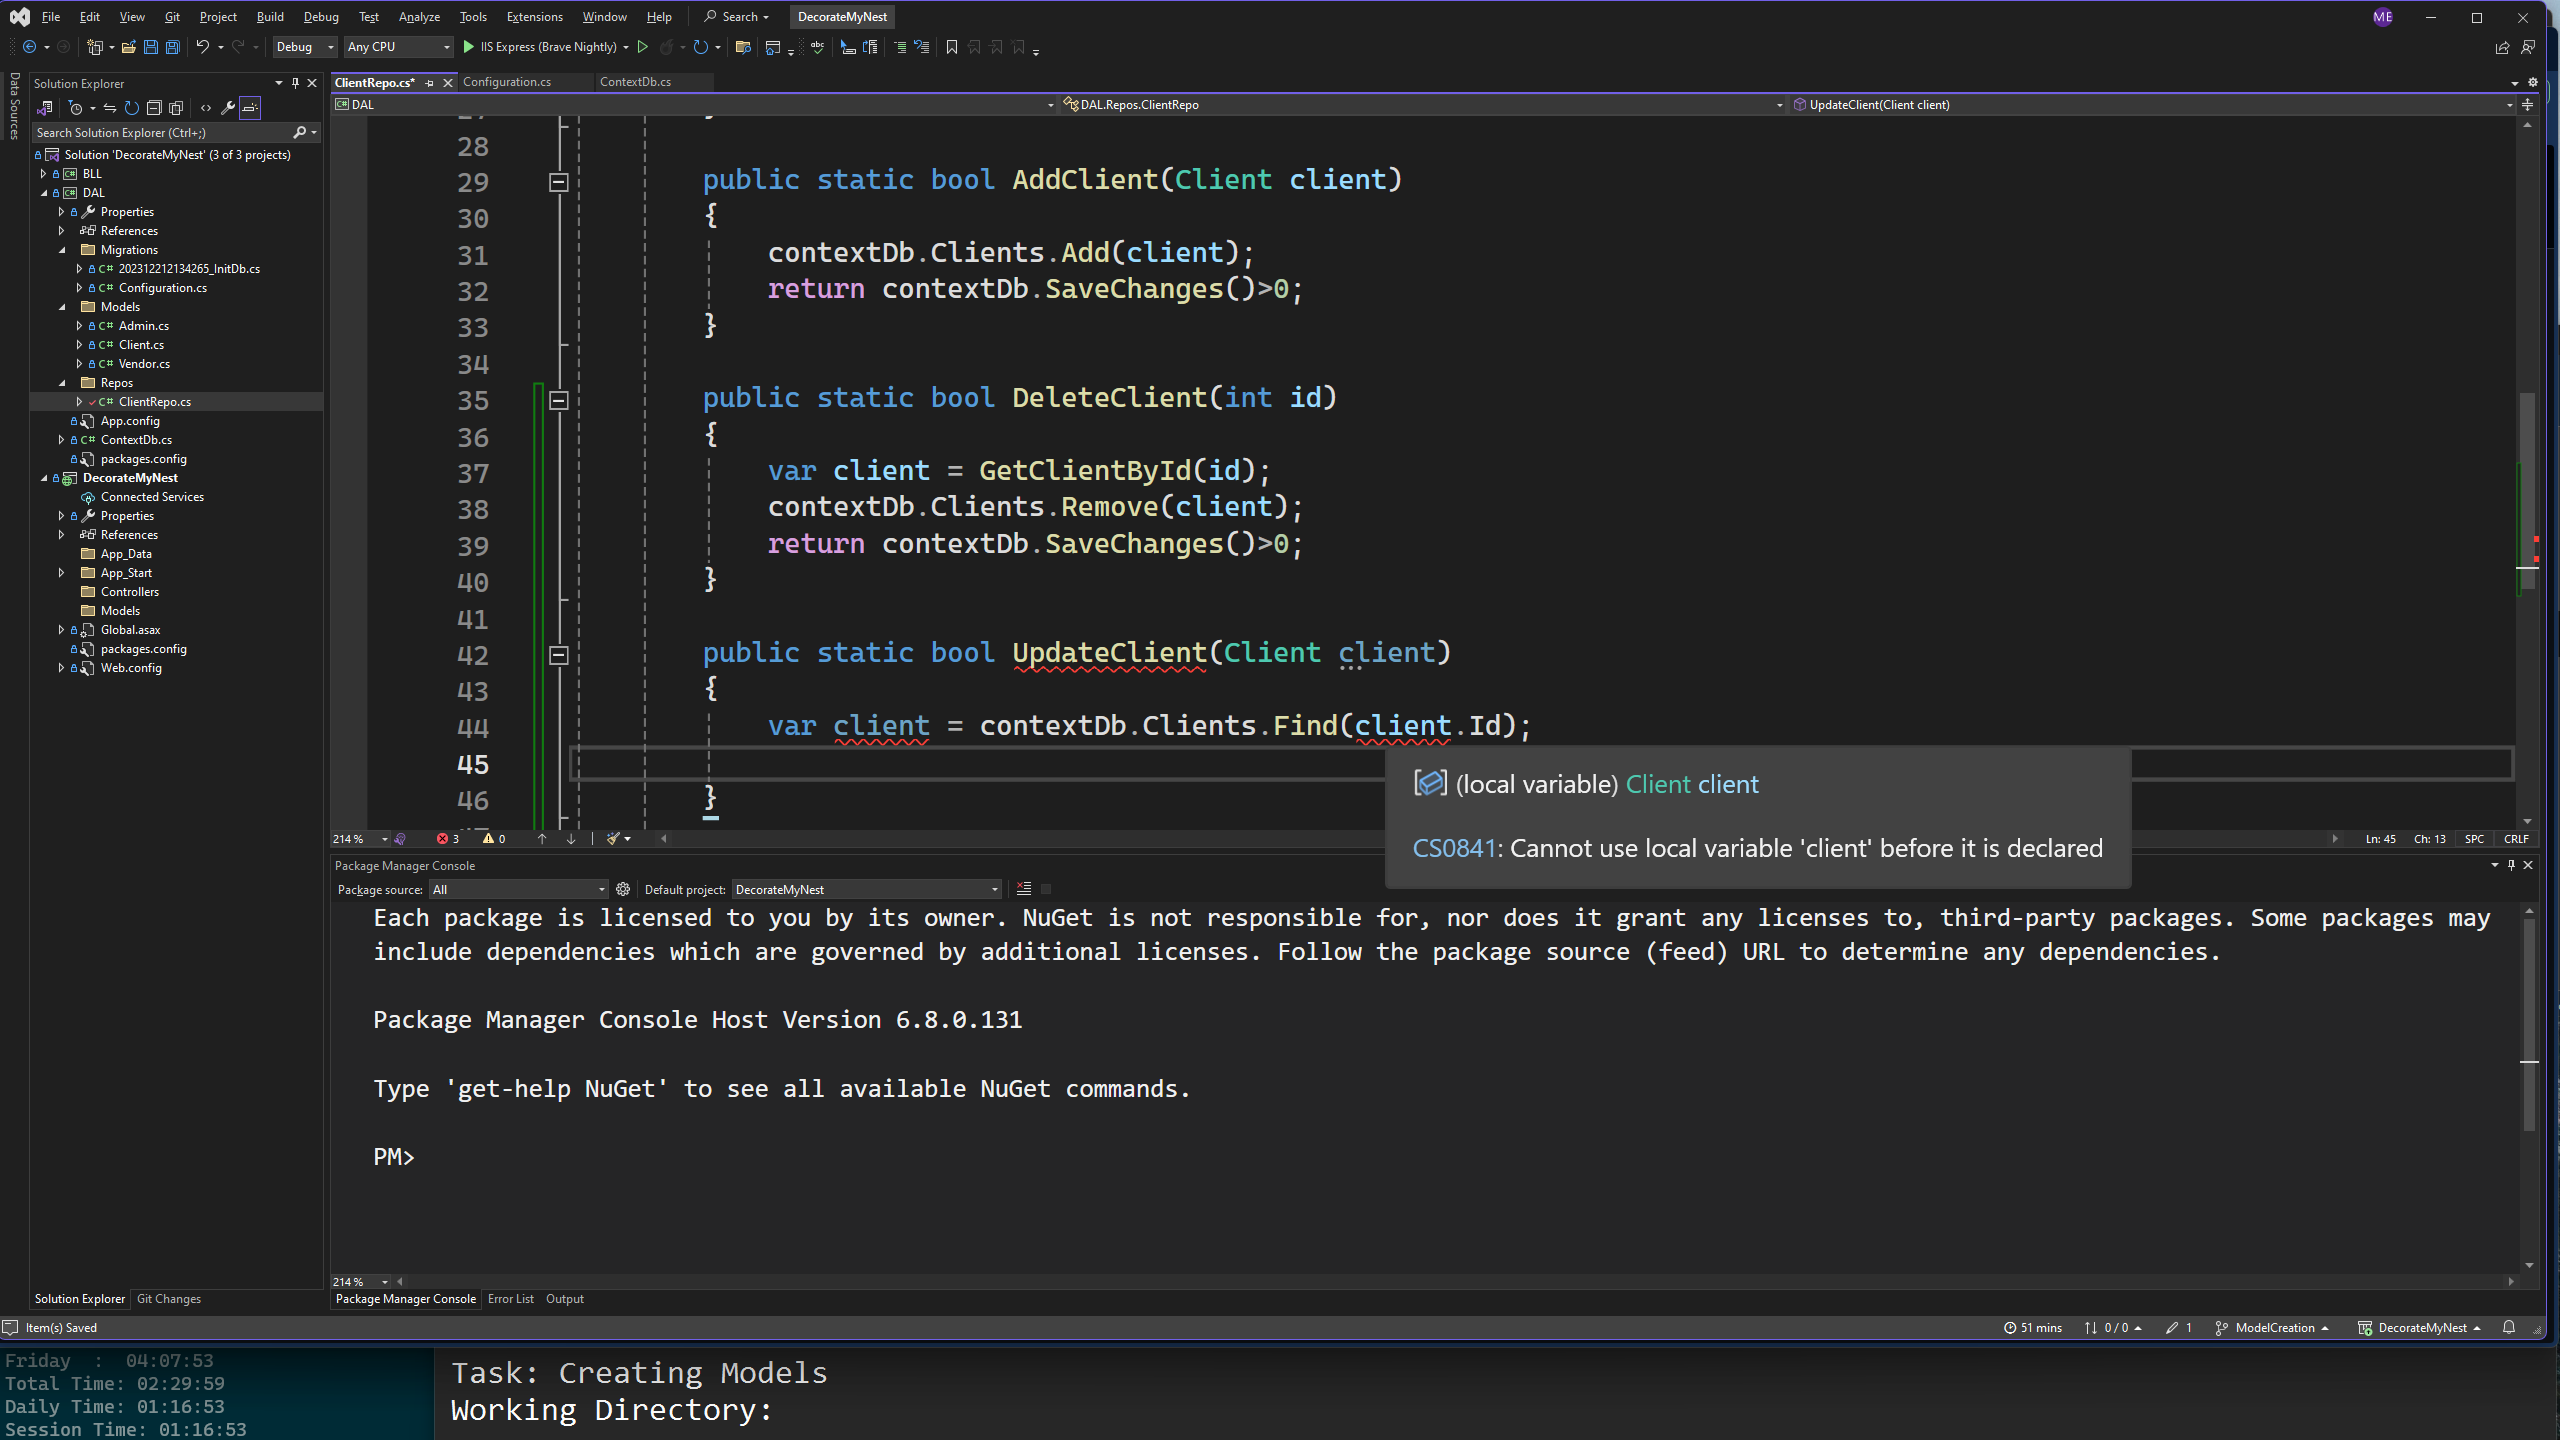 File Edit View Git Project Build Debug Test Analyze Tools Extensions Window Help Search DecorateMyNest ME
Debug Any CPU IIS Express (Brave Nightly)
Data Sources
Solution Explorer
Search Solution Explorer (Ctrl+;)
Solution 'DecorateMyNest' (3 of 3 projects)
BLL
DAL
Properties
References
Migrations
202312212134265_InitDb.cs
Configuration.cs
Models
Admin.cs
Client.cs
Vendor.cs
Repos
ClientRepo.cs
App.config
ContextDb.cs
packages.config
DecorateMyNest
Connected Services
Properties
References
App_Data
App_Start
Controllers
Models
Global.asax
packages.config
Web.config
Solution Explorer Git Changes
ClientRepo.cs* Configuration.cs ContextDb.cs
DAL DAL.Repos.ClientRepo UpdateClient(Client client)
28
29 public static bool AddClient(Client client)
30 {
31 contextDb.Clients.Add(client);
32 return contextDb.SaveChanges()>0;
33 }
34
35 public static bool DeleteClient(int id)
36 {
37 var client = GetClientById(id);
38 contextDb.Clients.Remove(client);
39 return contextDb.SaveChanges()>0;
40 }
41
42 public static bool UpdateClient(Client client)
43 {
44 var client = contextDb.Clients.Find(client.Id);
45
46 }
(local variable) Client client
CS0841: Cannot use local variable 'client' before it is declared
214 % 3 0 Ln: 45 Ch: 13 SPC CRLF
Package Manager Console
Package source: All Default project: DecorateMyNest
Each package is licensed to you by its owner. NuGet is not responsible for, nor does it grant any licenses to, third-party packages. Some packages may
include dependencies which are governed by additional licenses. Follow the package source (feed) URL to determine any dependencies.
Package Manager Console Host Version 6.8.0.131
Type 'get-help NuGet' to see all available NuGet commands.
PM>
214 %
Package Manager Console Error List Output
Item(s) Saved 51 mins 0 / 0 1 ModelCreation DecorateMyNest
Friday : 04:07:53
Total Time: 02:29:59
Daily Time: 01:16:53
Session Time: 01:16:53
Task: Creating Models
Working Directory: